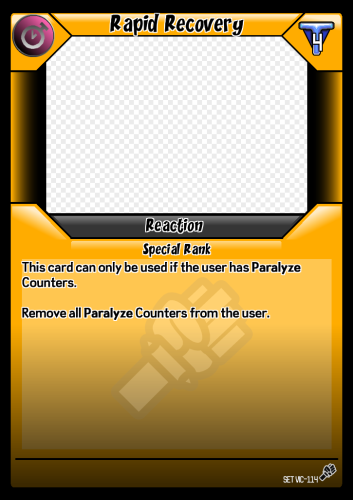 Rapid Recovery
4
Reaction
Special Rank
This card can only be used if the user has Paralyze
Counters.
Remove all Paralyze Counters from the user.
SET VIC-114